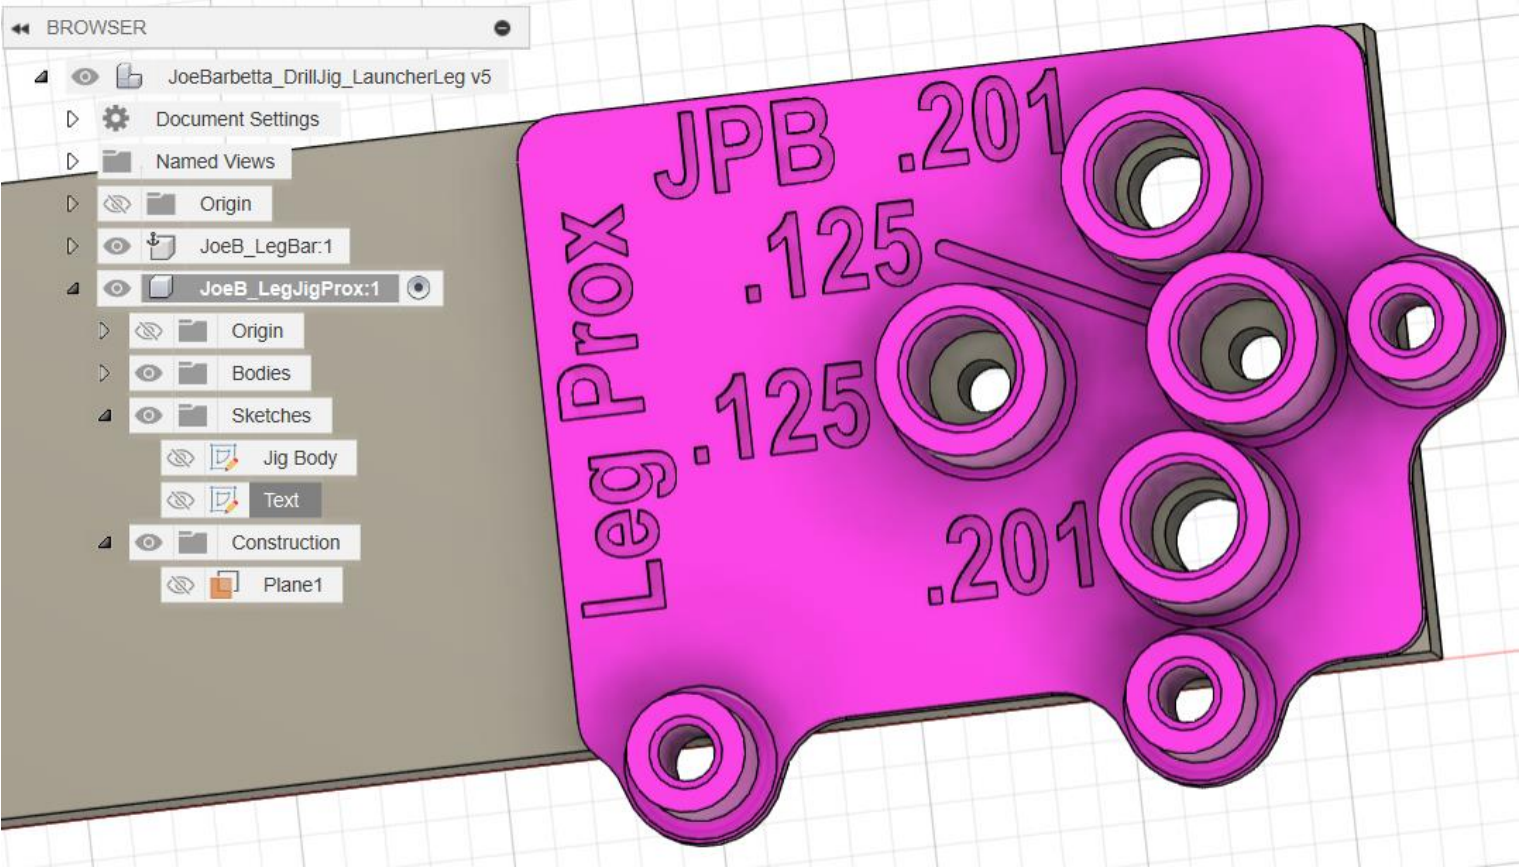 BROWSER
JoeBarbetta_DrillJig_LauncherLeg v5
Document Settings
Named Views
Origin
JoeB_LegBar:1
JoeB_LegJigProx:1
Origin
Bodies
Sketches
Jig Body
Text
Construction
Plane1
JPB .201
.125
.125
.201
Leg Prox